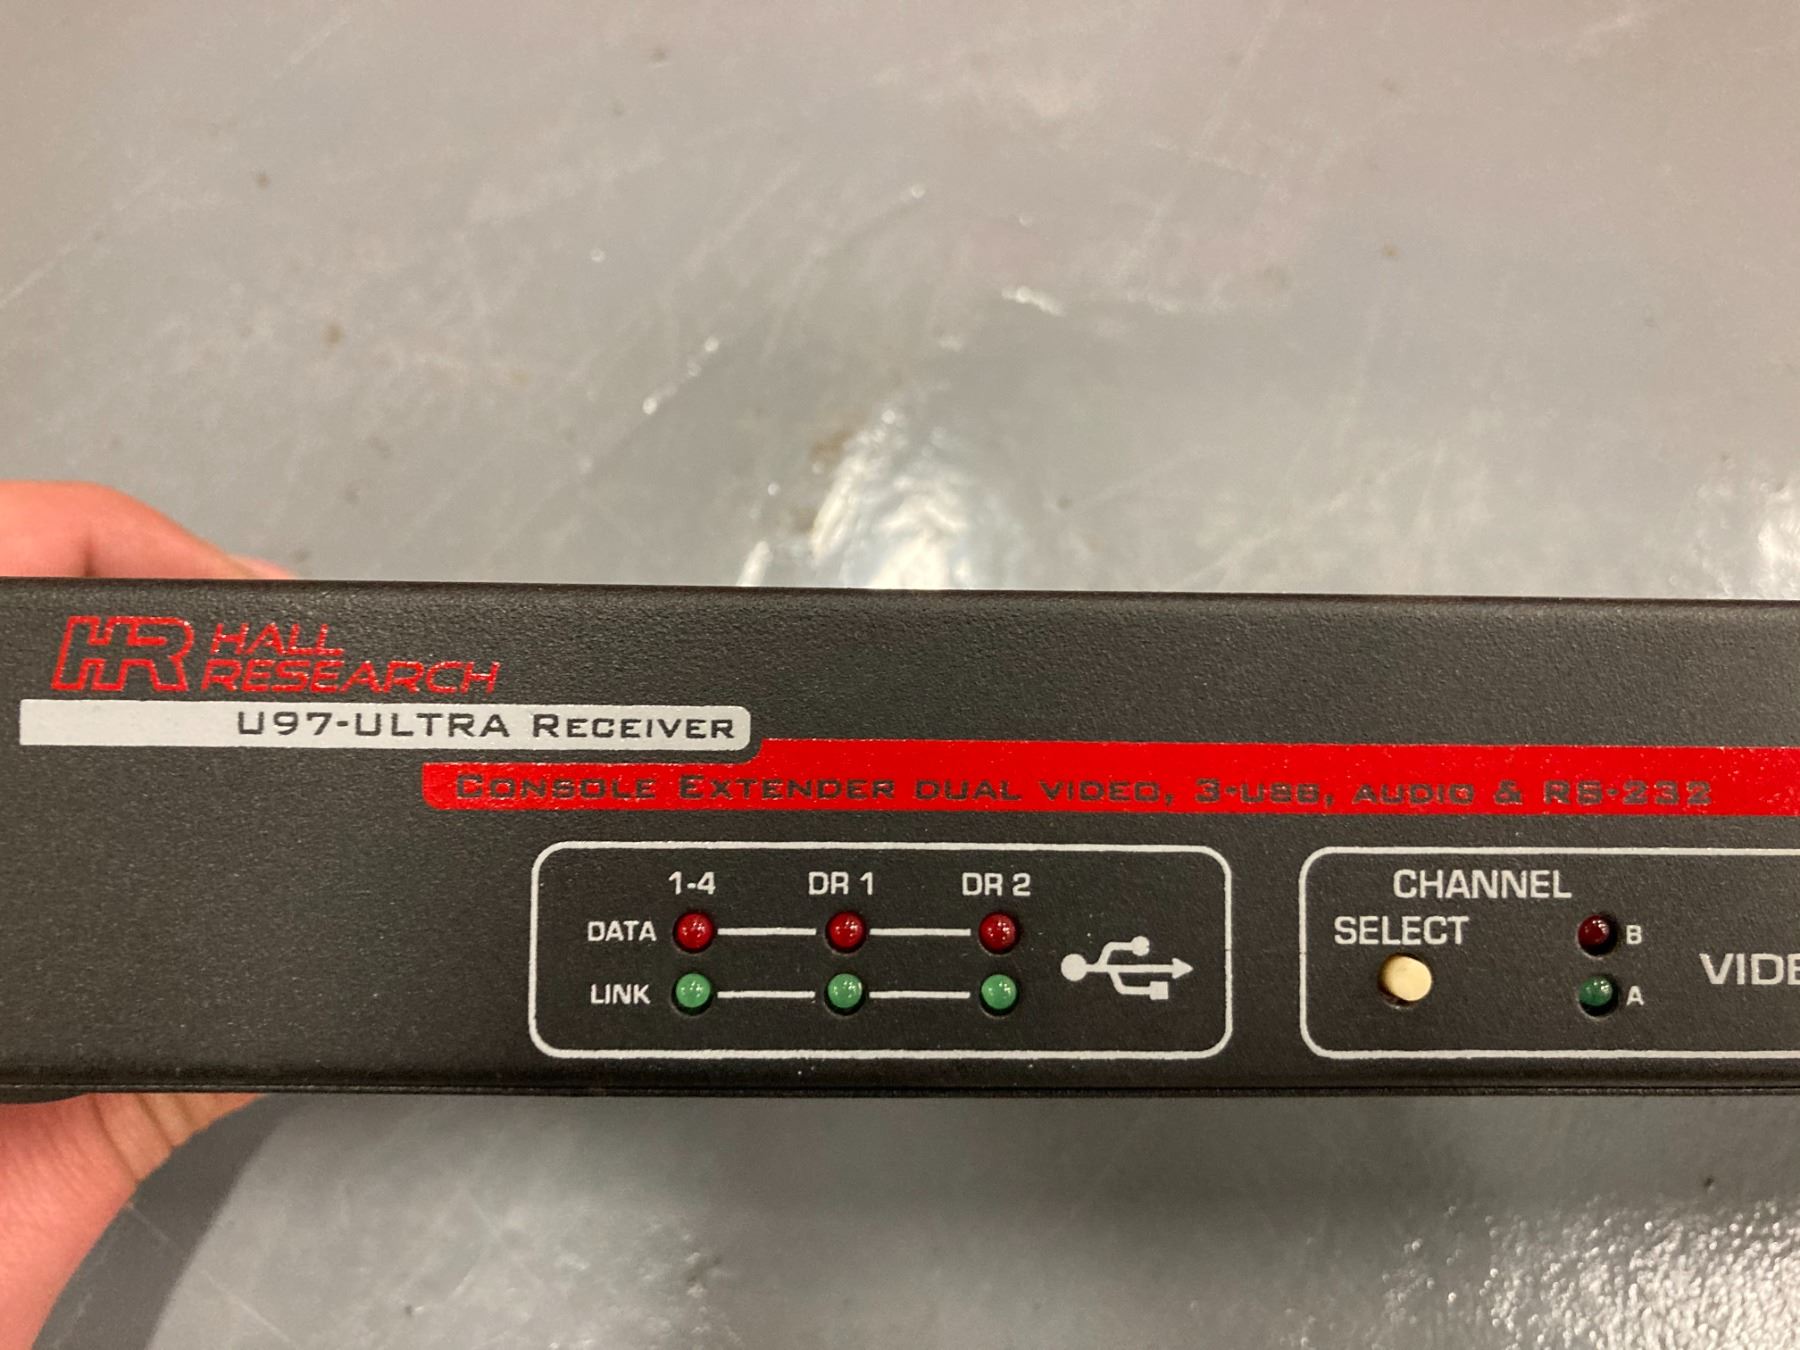 HR HALL
RESEARCH
U97-ULTRA RECEIVER
CONSOLE EXTENDER DUAL VIDEO, 3-USB, AUDIO & RS-232
1-4 DR 1 DR 2
DATA
LINK
CHANNEL
SELECT
B
A
VIDE